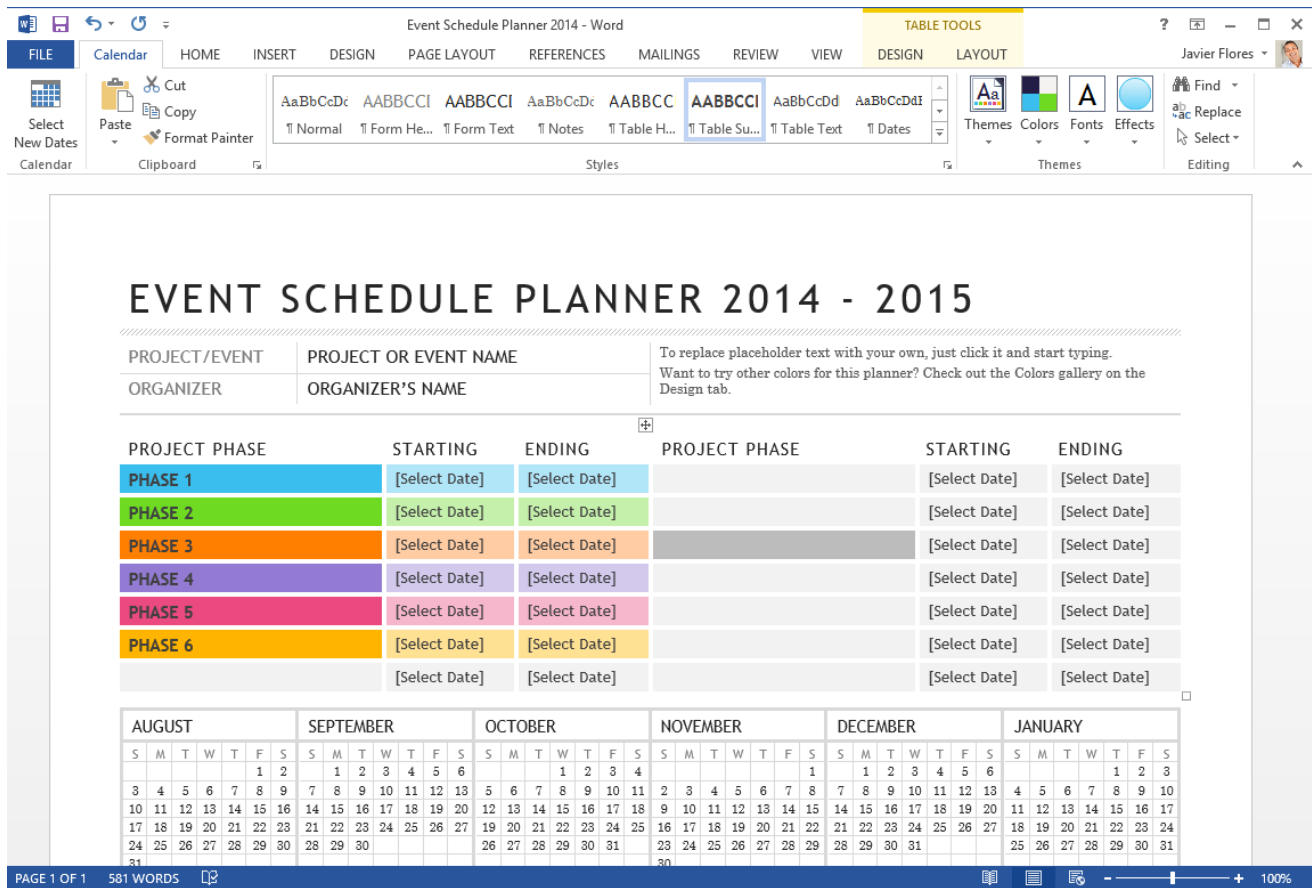 Event Schedule Planner 2014 - Word
TABLE TOOLS
?
FILE Calendar HOME INSERT DESIGN PAGE LAYOUT REFERENCES MAILINGS REVIEW VIEW DESIGN LAYOUT Javier Flores
Select New Dates
Calendar
Paste
Cut
Copy
Format Painter
Clipboard
AaBbCcDc AABBCCI AABBCCI AaBbCcDc AABBCC AABBCCI AaBbCcDd AaBbCcDdI
¶ Normal ¶ Form He... ¶ Form Text ¶ Notes ¶ Table H... ¶ Table Su... ¶ Table Text ¶ Dates
Styles
Aa A
Themes Colors Fonts Effects
Themes
Find
Replace
Select
Editing
EVENT SCHEDULE PLANNER 2014 - 2015
PROJECT/EVENT PROJECT OR EVENT NAME
ORGANIZER ORGANIZER'S NAME
To replace placeholder text with your own, just click it and start typing.
Want to try other colors for this planner? Check out the Colors gallery on the
Design tab.
PROJECT PHASE STARTING ENDING PROJECT PHASE STARTING ENDING
PHASE 1 [Select Date] [Select Date] [Select Date] [Select Date]
PHASE 2 [Select Date] [Select Date] [Select Date] [Select Date]
PHASE 3 [Select Date] [Select Date] [Select Date] [Select Date]
PHASE 4 [Select Date] [Select Date] [Select Date] [Select Date]
PHASE 5 [Select Date] [Select Date] [Select Date] [Select Date]
PHASE 6 [Select Date] [Select Date] [Select Date] [Select Date]
[Select Date] [Select Date] [Select Date] [Select Date]
AUGUST SEPTEMBER OCTOBER NOVEMBER DECEMBER JANUARY
S M T W T F S S M T W T F S S M T W T F S S M T W T F S S M T W T F S S M T W T F S
1 2 1 2 3 4 5 6 1 2 3 4 1 1 2 3 4 5 6 1 2 3
3 4 5 6 7 8 9 7 8 9 10 11 12 13 5 6 7 8 9 10 11 2 3 4 5 6 7 8 7 8 9 10 11 12 13 4 5 6 7 8 9 10
10 11 12 13 14 15 16 14 15 16 17 18 19 20 12 13 14 15 16 17 18 9 10 11 12 13 14 15 14 15 16 17 18 19 20 11 12 13 14 15 16 17
17 18 19 20 21 22 23 21 22 23 24 25 26 27 19 20 21 22 23 24 25 16 17 18 19 20 21 22 21 22 23 24 25 26 27 18 19 20 21 22 23 24
24 25 26 27 28 29 30 28 29 30 26 27 28 29 30 31 23 24 25 26 27 28 29 28 29 30 31 25 26 27 28 29 30 31
31 30
PAGE 1 OF 1 581 WORDS 100%